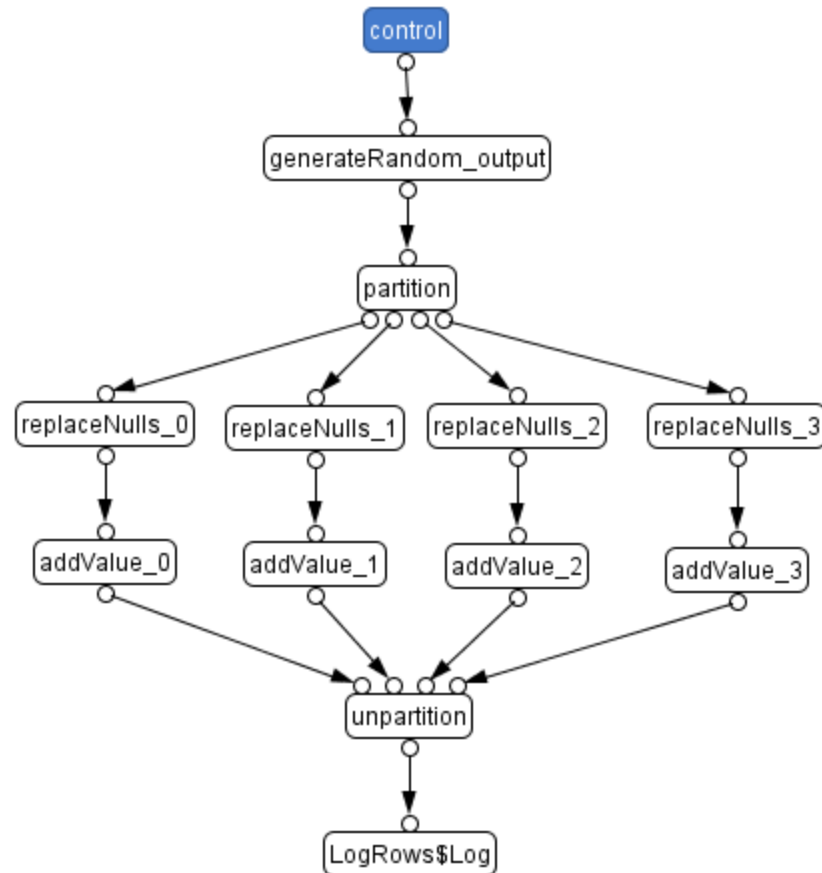 control
generateRandom_output
partition
replaceNulls_0
replaceNulls_1
replaceNulls_2
replaceNulls_3
addValue_0
addValue_1
addValue_2
addValue_3
unpartition
LogRows$Log